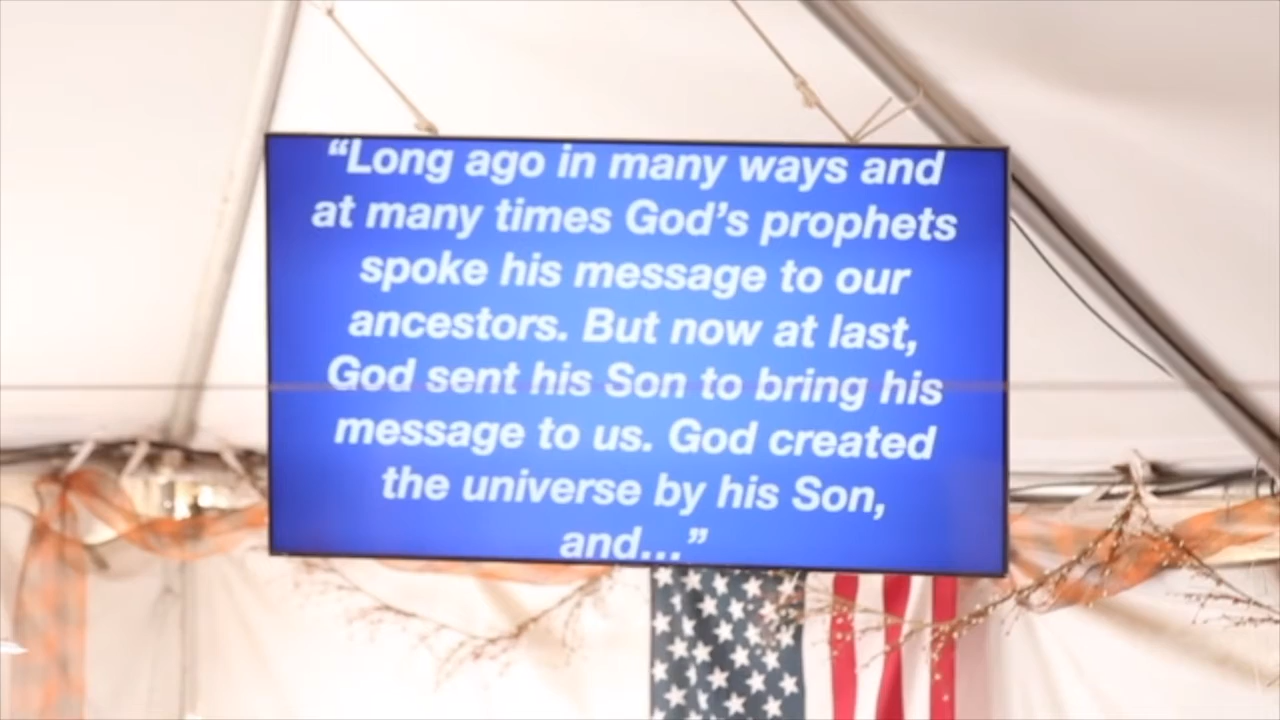 “Long ago in many ways and
at many times God’s prophets
spoke his message to our
ancestors. But now at last,
God sent his Son to bring his
message to us. God created
the universe by his Son,
and...”